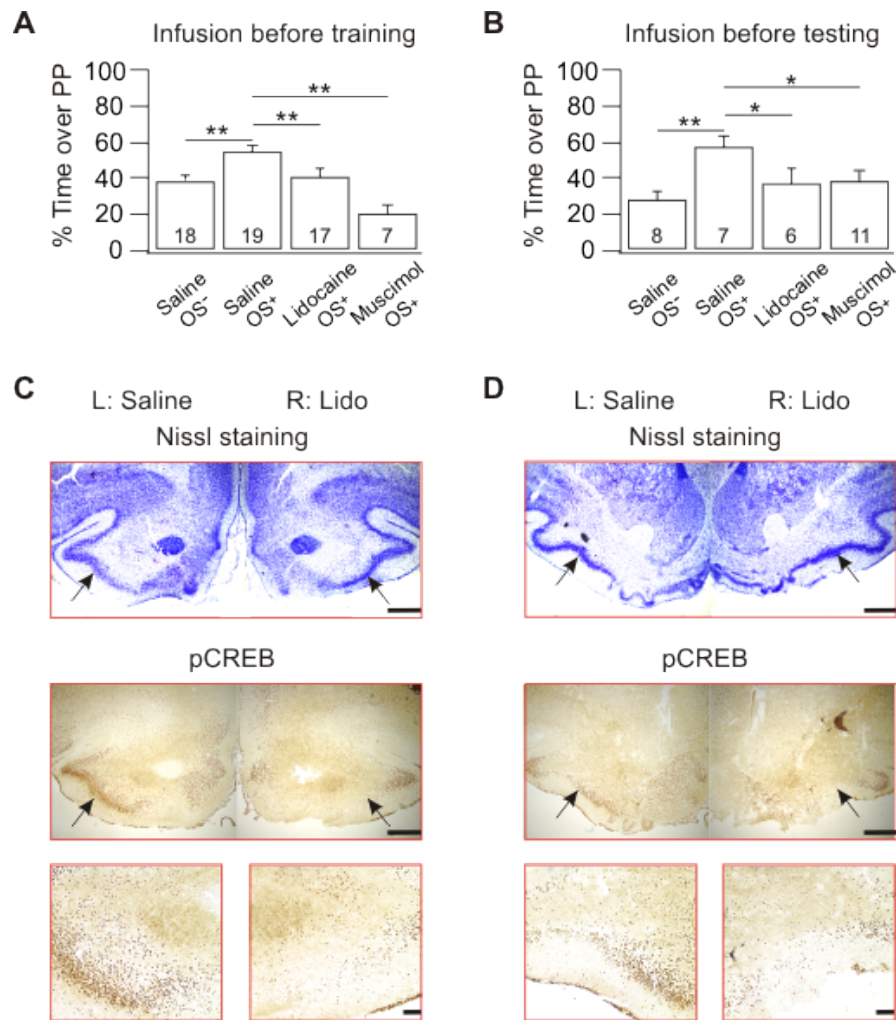 A
Infusion before training
% Time over PP
100
80
60
40
20
0
**
**
**
18
19
17
7
Saline OS-
Saline OS+
Lidocaine OS+
Muscimol OS+
B
Infusion before testing
% Time over PP
100
80
60
40
20
0
*
**
*
8
7
6
11
Saline OS-
Saline OS+
Lidocaine OS+
Muscimol OS+
C
L: Saline R: Lido
Nissl staining
pCREB
D
L: Saline R: Lido
Nissl staining
pCREB